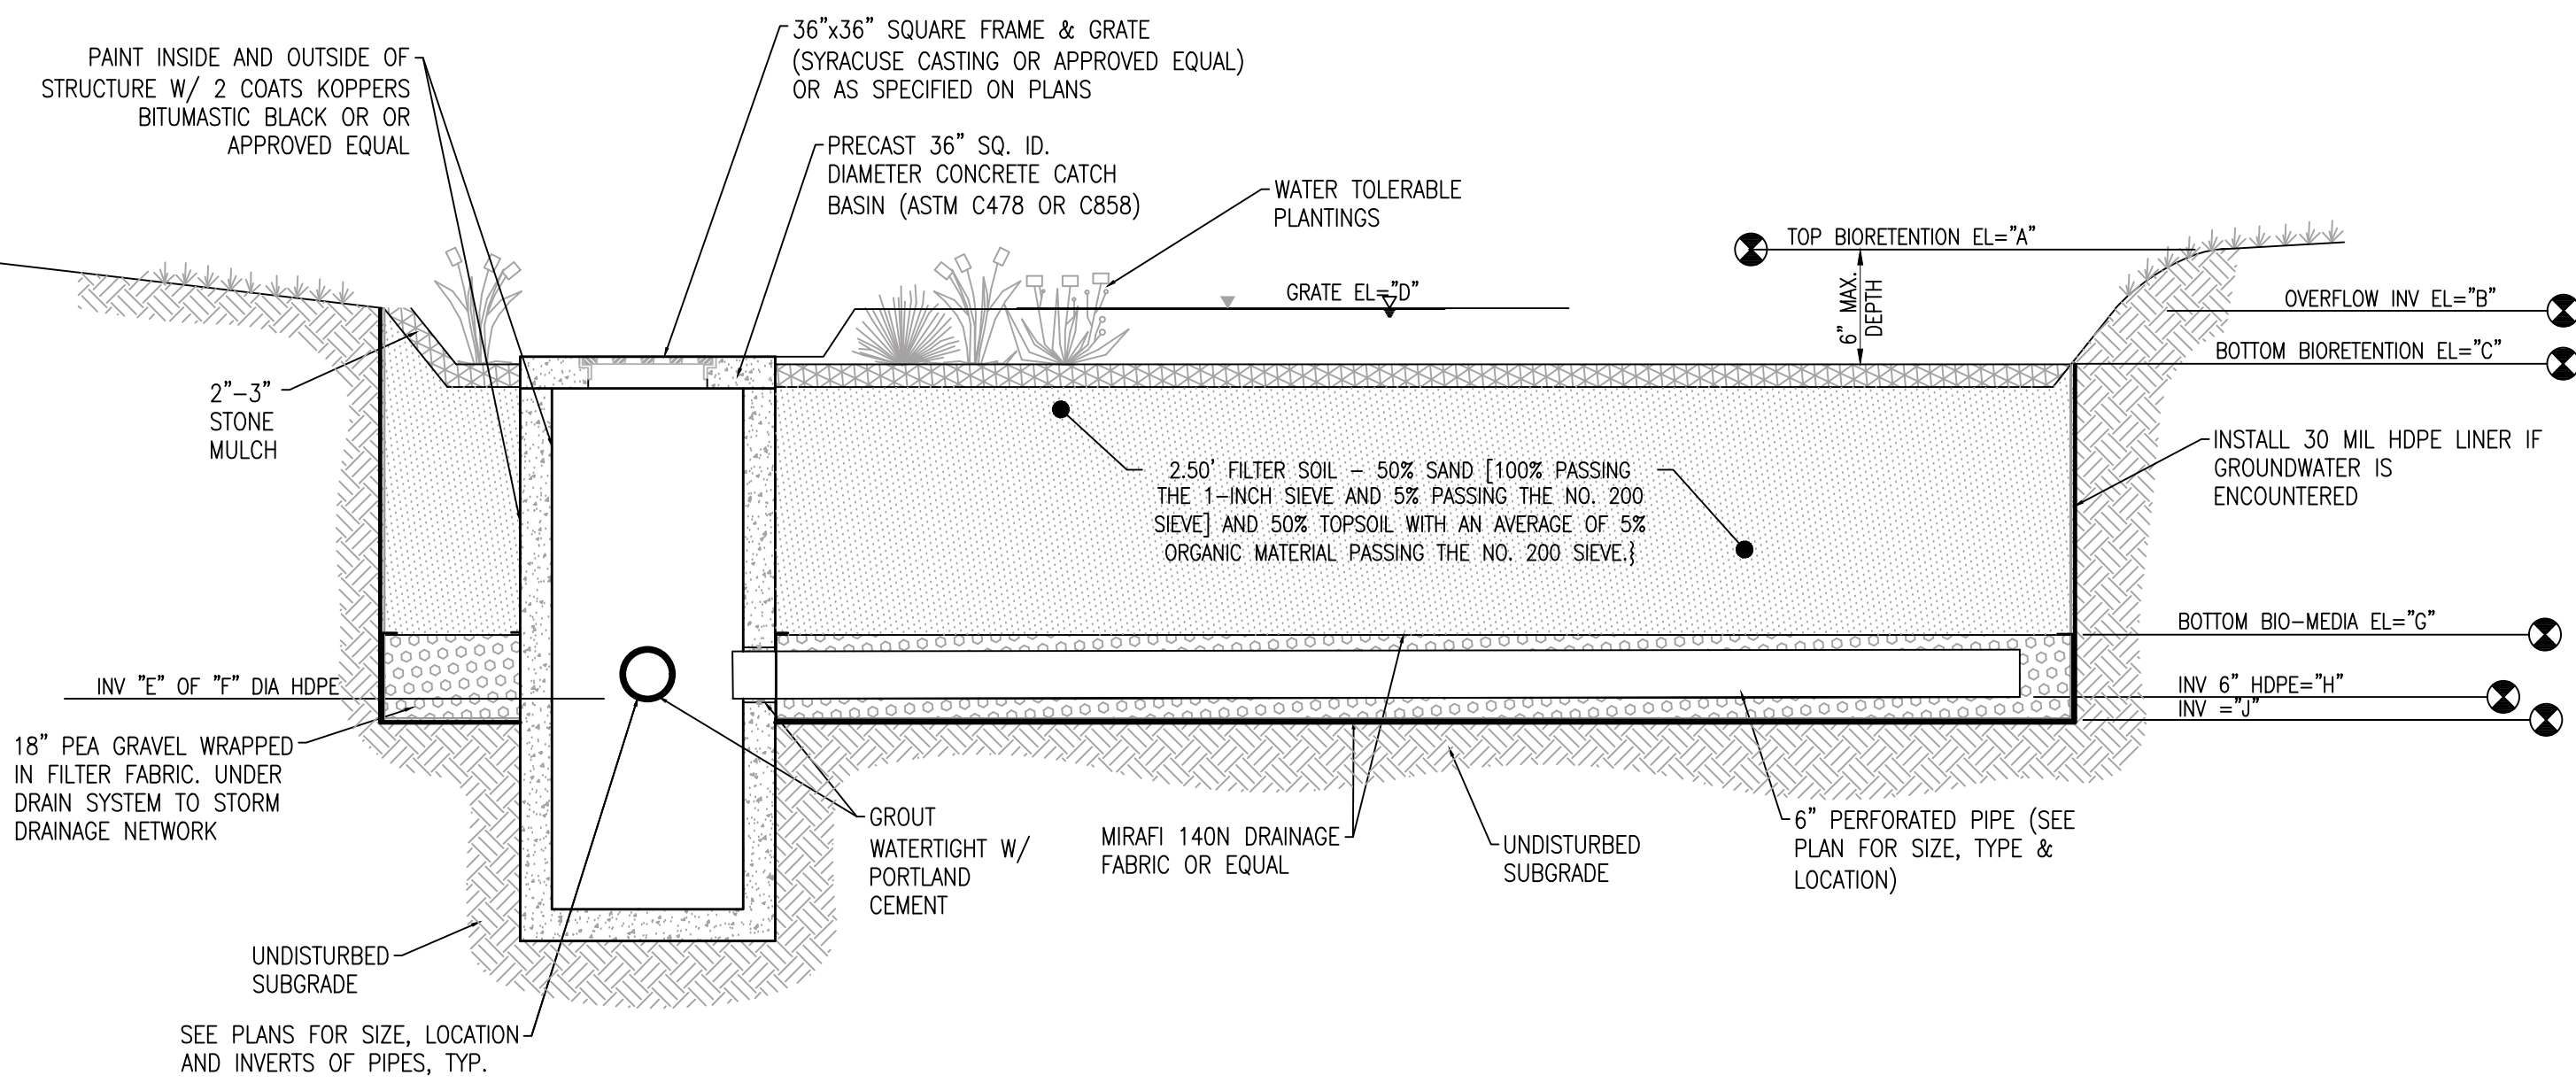 36"x36" SQUARE FRAME & GRATE
(SYRACUSE CASTING OR APPROVED EQUAL)
OR AS SPECIFIED ON PLANS
PAINT INSIDE AND OUTSIDE OF
STRUCTURE W/ 2 COATS KOPPERS
BITUMASTIC BLACK OR OR
APPROVED EQUAL
PRECAST 36" SQ. ID.
DIAMETER CONCRETE CATCH
BASIN (ASTM C478 OR C858)
WATER TOLERABLE
PLANTINGS
TOP BIORETENTION EL="A"
6" MAX.
DEPTH
GRATE EL="D"
OVERFLOW INV EL="B"
BOTTOM BIORETENTION EL="C"
2"-3"
STONE
MULCH
INSTALL 30 MIL HDPE LINER IF
GROUNDWATER IS
ENCOUNTERED
2.50' FILTER SOIL - 50% SAND [100% PASSING
THE 1-INCH SIEVE AND 5% PASSING THE NO. 200
SIEVE] AND 50% TOPSOIL WITH AN AVERAGE OF 5%
ORGANIC MATERIAL PASSING THE NO. 200 SIEVE.}
BOTTOM BIO-MEDIA EL="G"
INV "E" OF "F" DIA HDPE
INV 6" HDPE="H"
INV ="J"
18" PEA GRAVEL WRAPPED
IN FILTER FABRIC. UNDER
DRAIN SYSTEM TO STORM
DRAINAGE NETWORK
GROUT
WATERTIGHT W/
PORTLAND
CEMENT
MIRAFI 140N DRAINAGE
FABRIC OR EQUAL
UNDISTURBED
SUBGRADE
6" PERFORATED PIPE (SEE
PLAN FOR SIZE, TYPE &
LOCATION)
UNDISTURBED
SUBGRADE
SEE PLANS FOR SIZE, LOCATION
AND INVERTS OF PIPES, TYP.